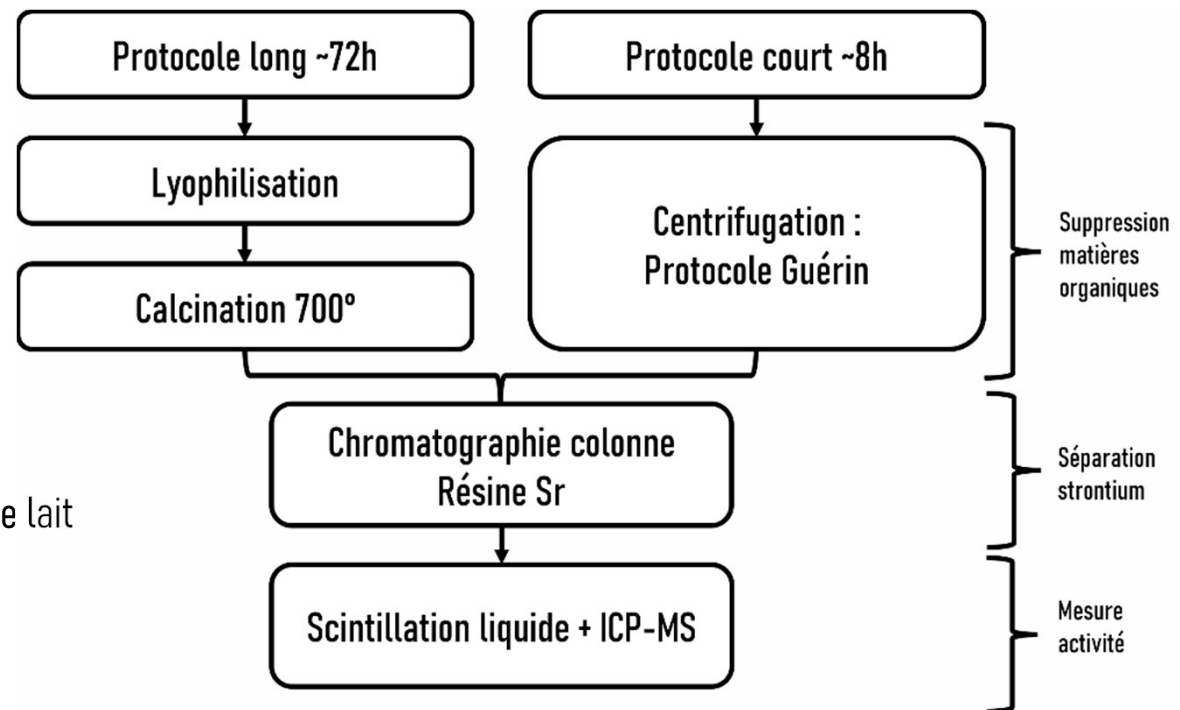 Protocole long ~72h
Protocole court ~8h
Lyophilisation
Calcination 700°
Centrifugation :
Protocole Guérin
Suppression
matières
organiques
Chromatographie colonne
Résine Sr
Séparation
strontium
e lait
Scintillation liquide + ICP-MS
Mesure
activité